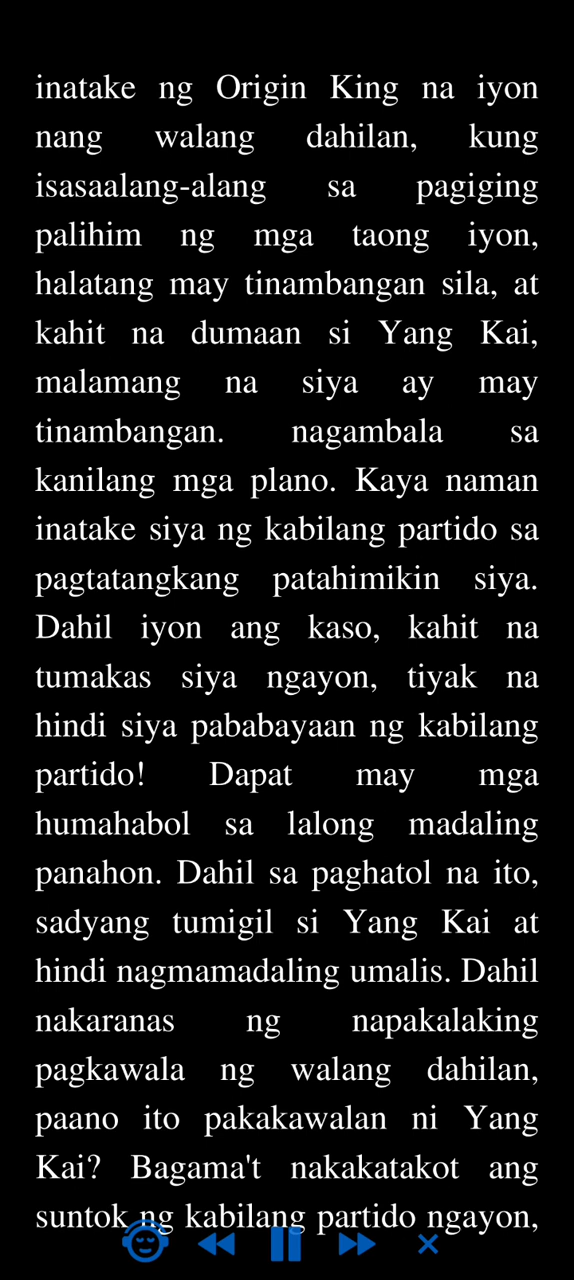 inatake ng Origin King na iyon
nang walang dahilan, kung
isasaalang-alang sa pagiging
palihim ng mga taong iyon,
halatang may tinambangan sila, at
kahit na dumaan si Yang Kai,
malamang na siya ay may
tinambangan. nagambala sa
kanilang mga plano. Kaya naman
inatake siya ng kabilang partido sa
pagtatangkang patahimikin siya.
Dahil iyon ang kaso, kahit na
tumakas siya ngayon, tiyak na
hindi siya pababayaan ng kabilang
partido! Dapat may mga
humahabol sa lalong madaling
panahon. Dahil sa paghatol na ito,
sadyang tumigil si Yang Kai at
hindi nagmamadaling umalis. Dahil
nakaranas ng napakalaking
pagkawala ng walang dahilan,
paano ito pakakawalan ni Yang
Kai? Bagama't nakakatakot ang
suntok ng kabilang partido ngayon,